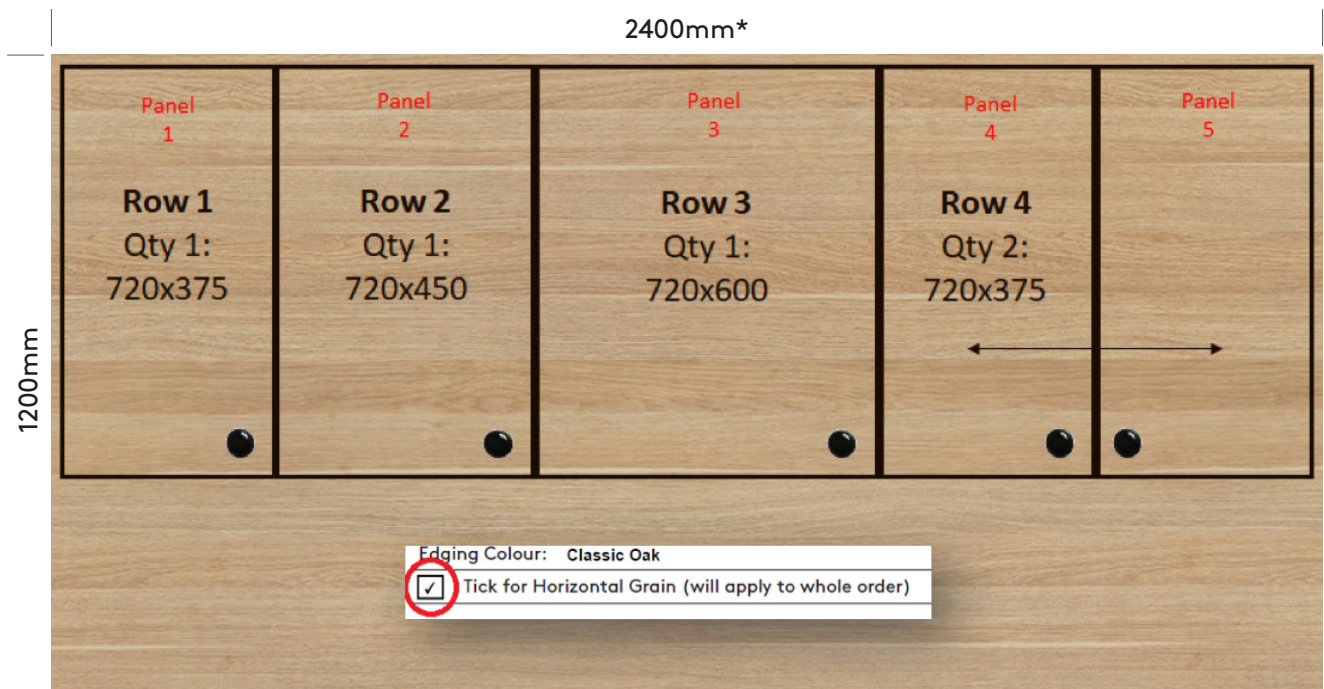 2400mm*
1200mm
Panel
1
Row 1
Qty 1:
720x375
Panel
2
Row 2
Qty 1:
720x450
Panel
3
Row 3
Qty 1:
720x600
Panel
4
Row 4
Qty 2:
720x375
Panel
5
Edging Colour: Classic Oak
✓ Tick for Horizontal Grain (will apply to whole order)